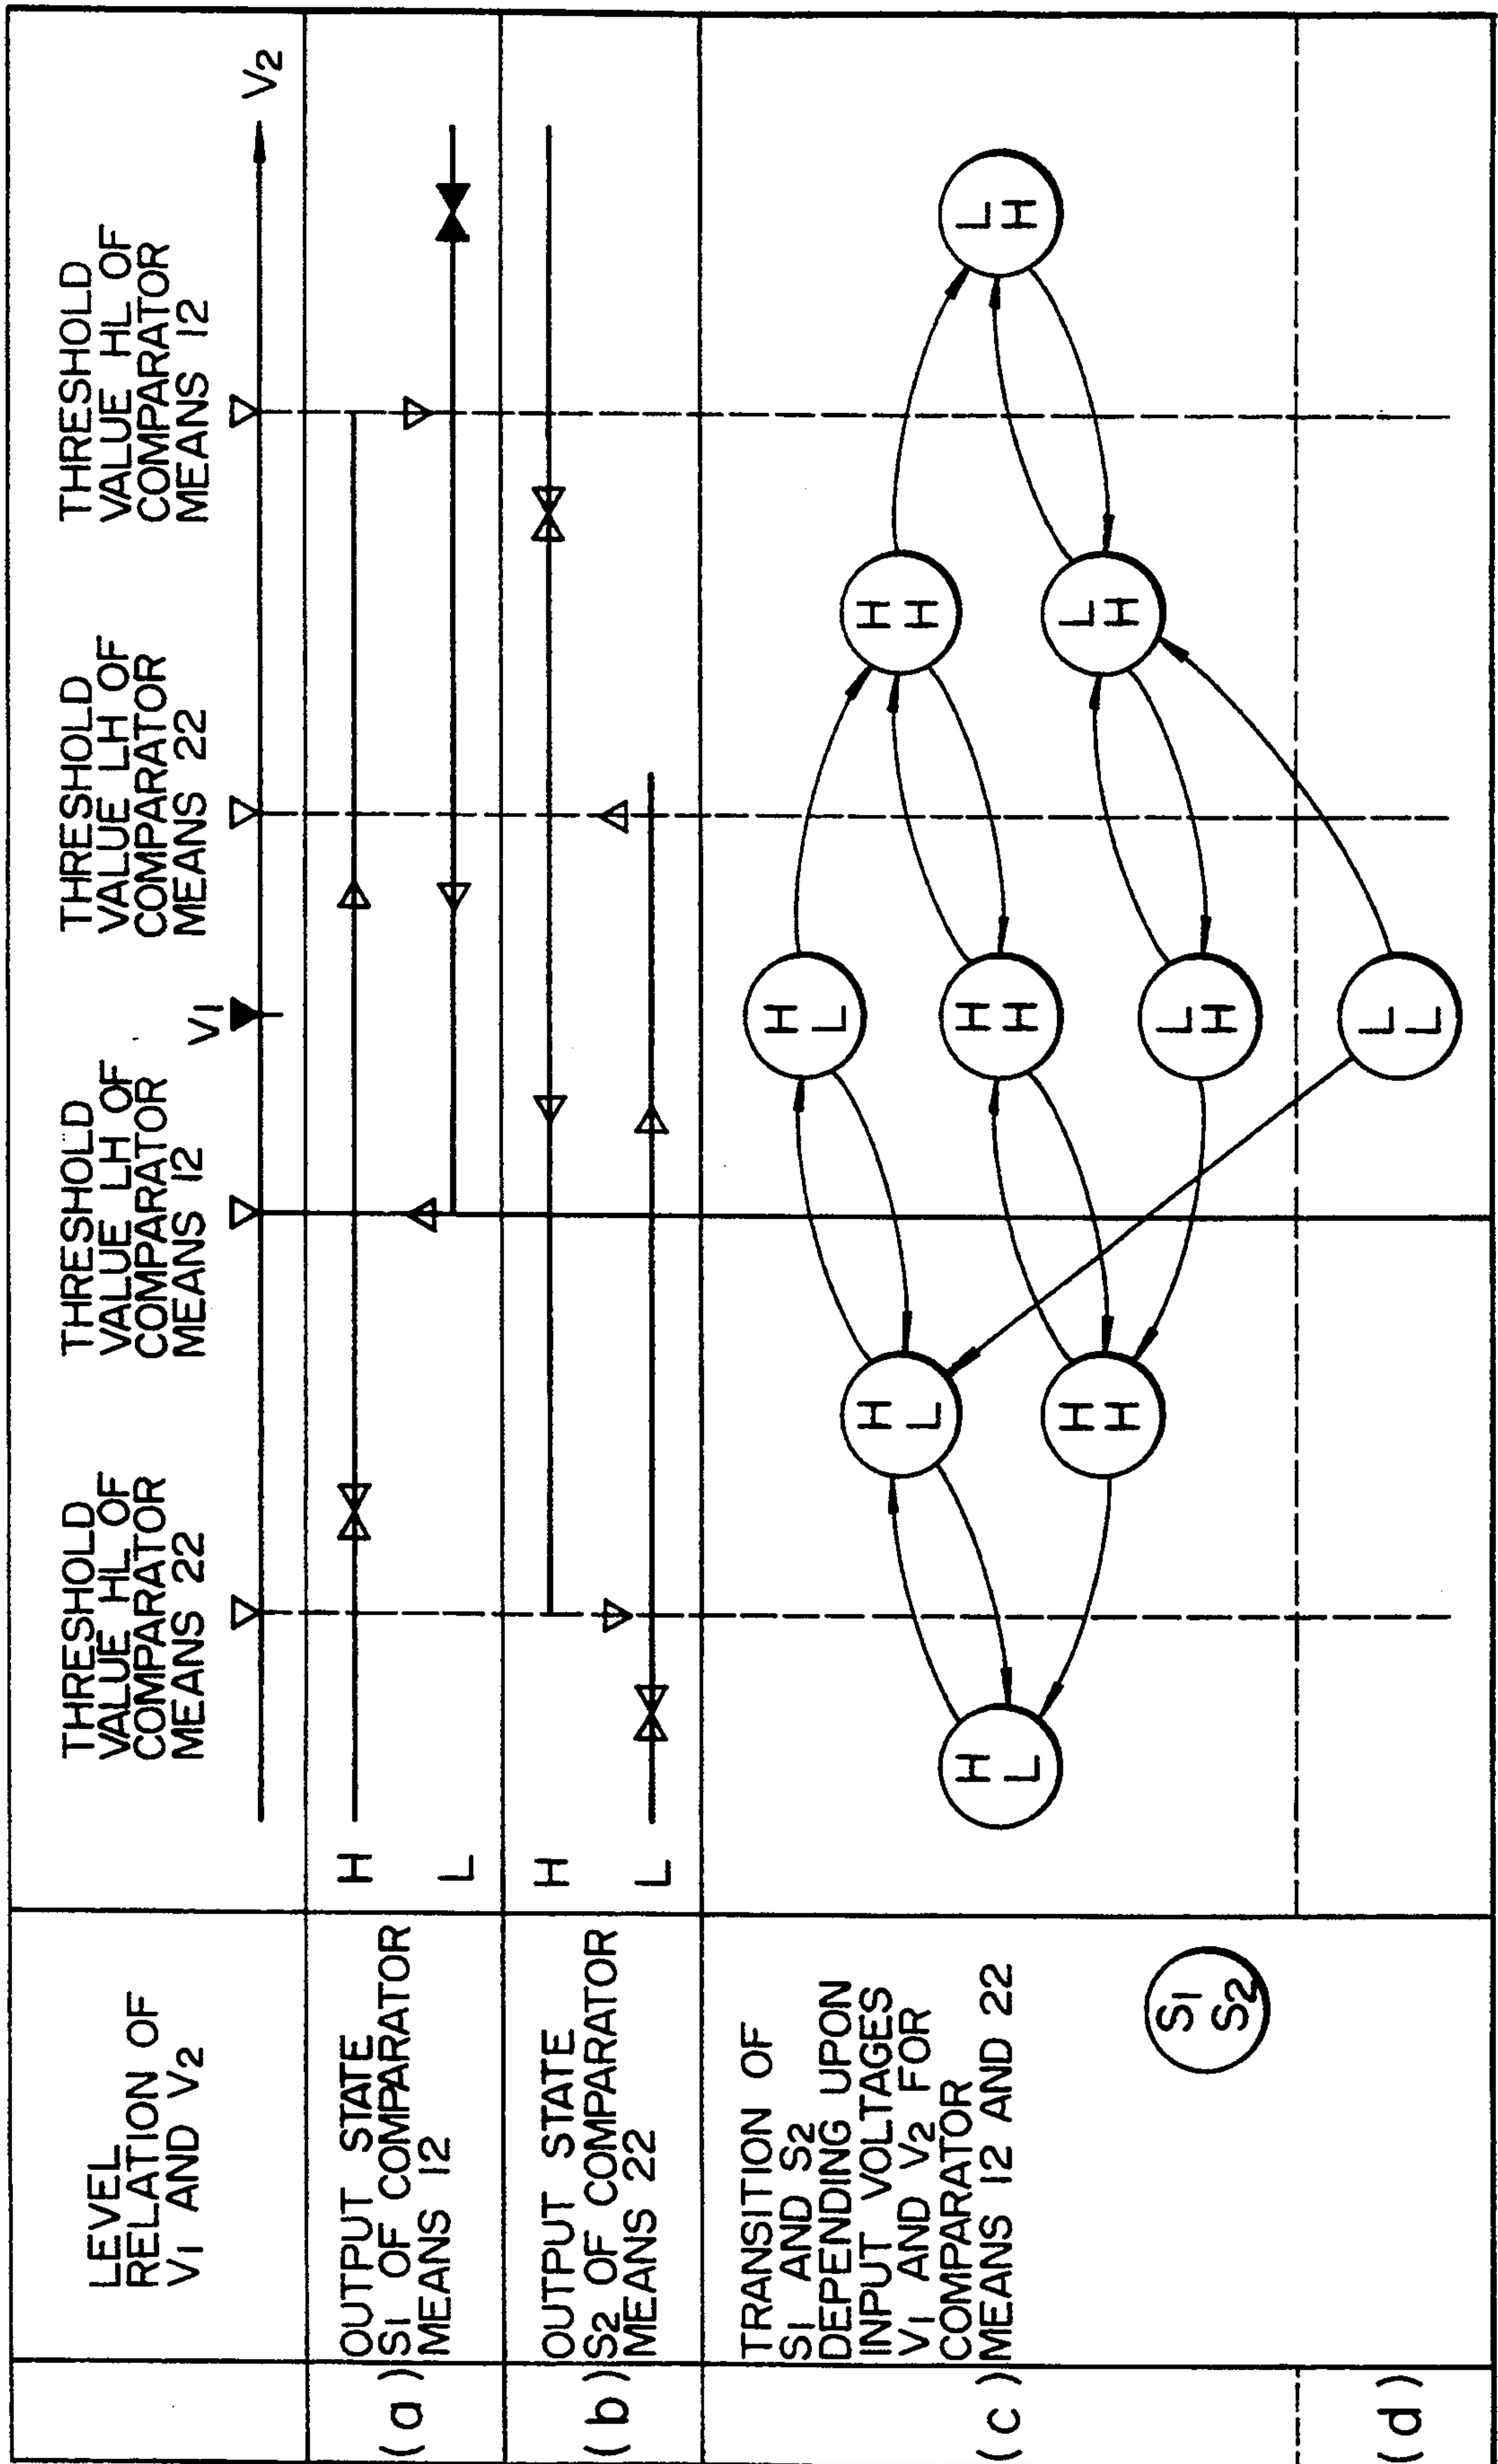 LEVEL
RELATION OF
V1 AND V2
THRESHOLD
VALUE HL OF
COMPARATOR
MEANS 22
THRESHOLD
VALUE LH OF
COMPARATOR
MEANS 12
V1
THRESHOLD
VALUE LH OF
COMPARATOR
MEANS 22
THRESHOLD
VALUE HL OF
COMPARATOR
MEANS 12
V2
(a)
OUTPUT STATE
S1 OF COMPARATOR
MEANS 12
H
L
(b)
OUTPUT STATE
S2 OF COMPARATOR
MEANS 22
H
L
(c)
TRANSITION OF
S1 AND S2
DEPENDING UPON
INPUT VOLTAGES
V1 AND V2 FOR
COMPARATOR
MEANS 12 AND 22
S1
S2
H
L
H
L
H
H
H
L
H
H
L
H
H
H
L
H
L
H
(d)
L
L